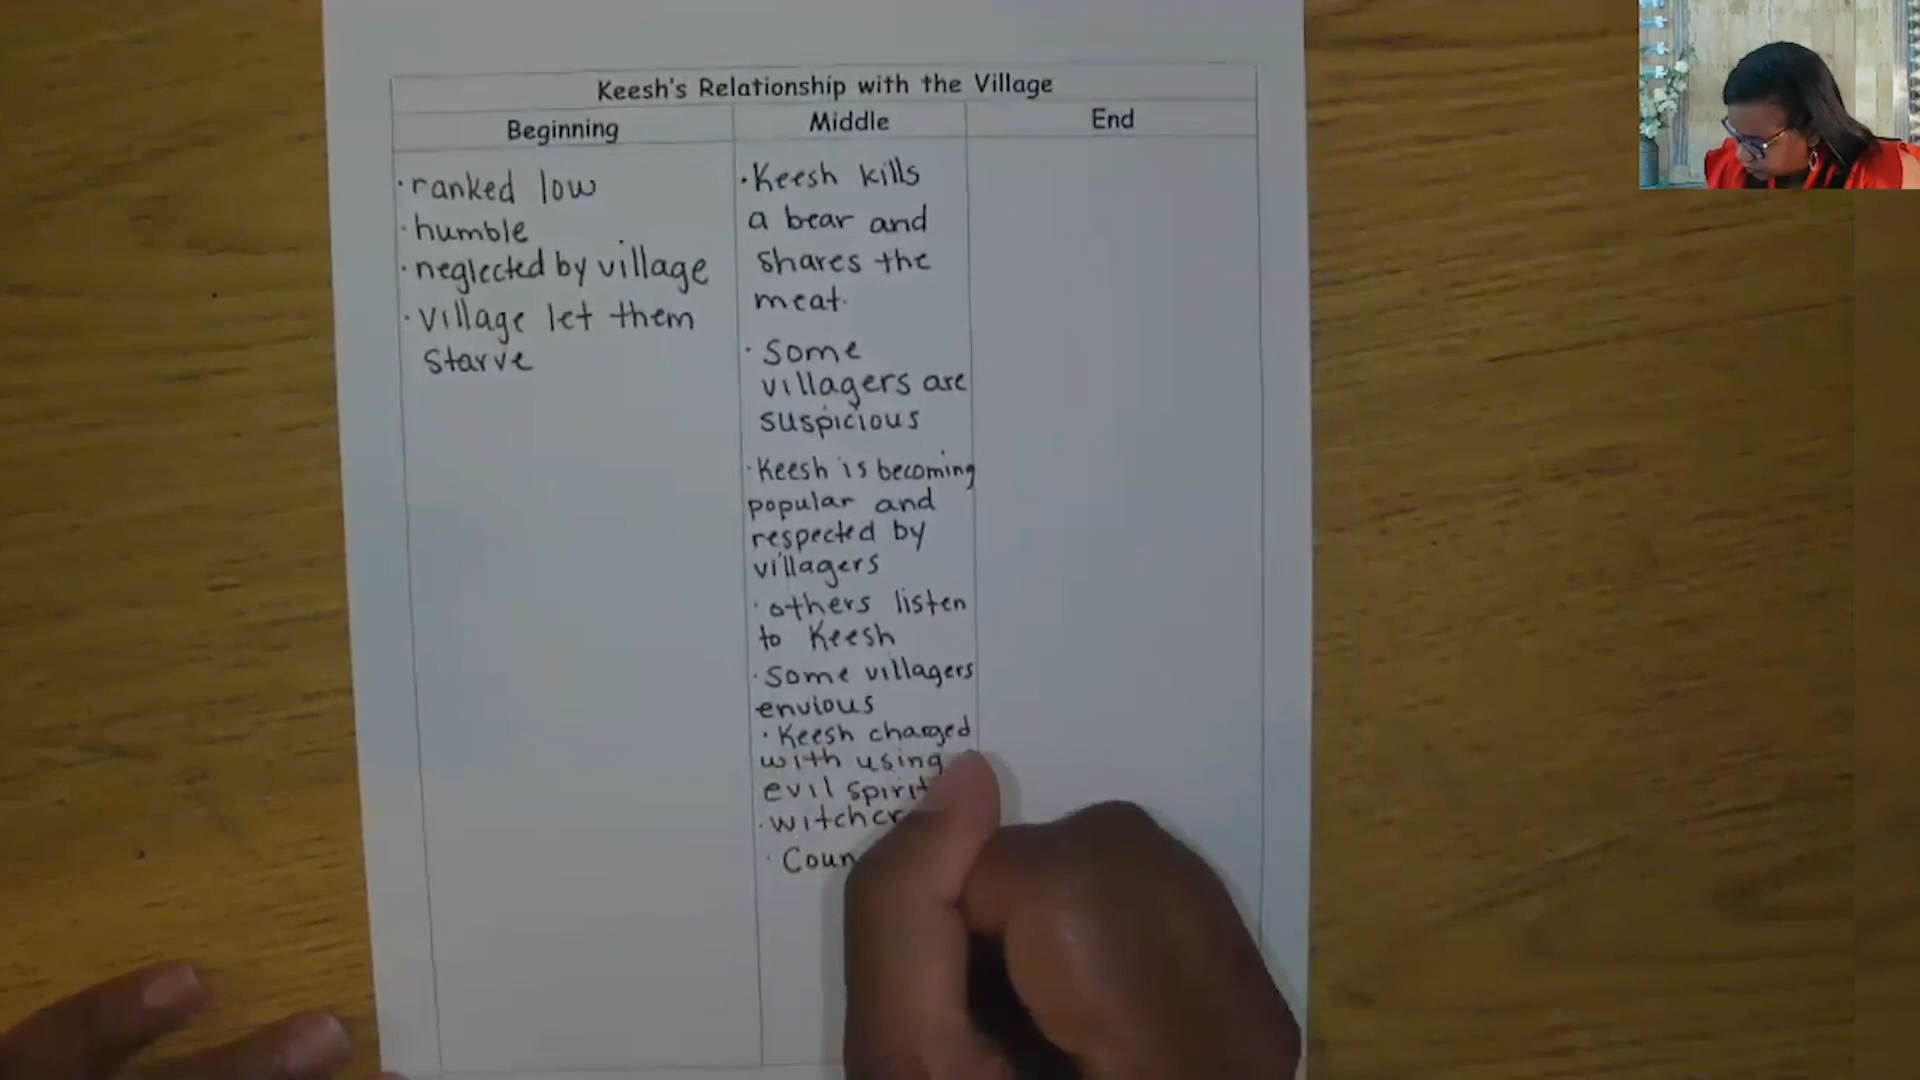 Keesh's Relationship with the Village
Beginning
Middle
End
·ranked low
·humble
·neglected by village
·village let them
starve
·Keesh kills
a bear and
shares the
meat.
·Some
villagers are
suspicious
·Keesh is becoming
popular and
respected by
villagers
·others listen
to Keesh
·Some villagers
envious
·Keesh charged
with using
evil